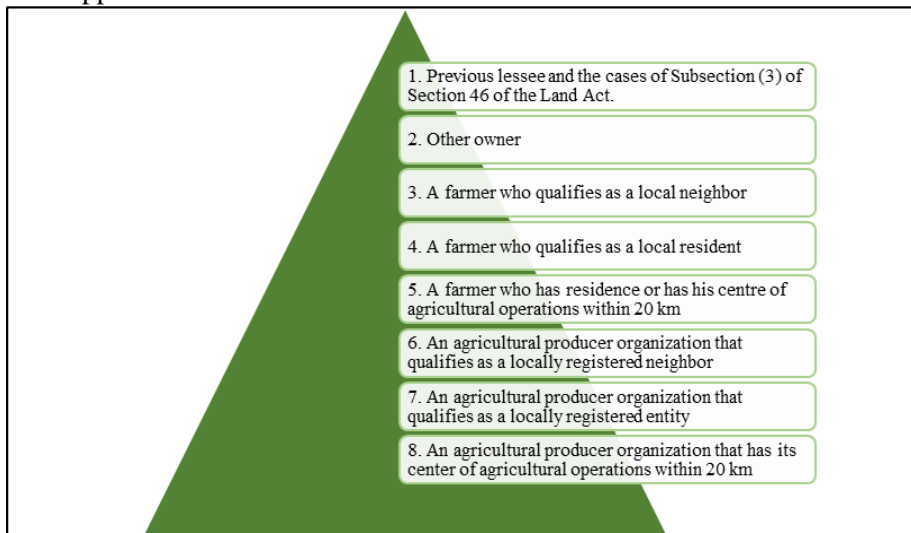 1. Previous lessee and the cases of Subsection (3) of
Section 46 of the Land Act.
2. Other owner
3. A farmer who qualifies as a local neighbor
4. A farmer who qualifies as a local resident
5. A farmer who has residence or has his centre of
agricultural operations within 20 km
6. An agricultural producer organization that
qualifies as a locally registered neighbor
7. An agricultural producer organization that
qualifies as a locally registered entity
8. An agricultural producer organization that has its
center of agricultural operations within 20 km